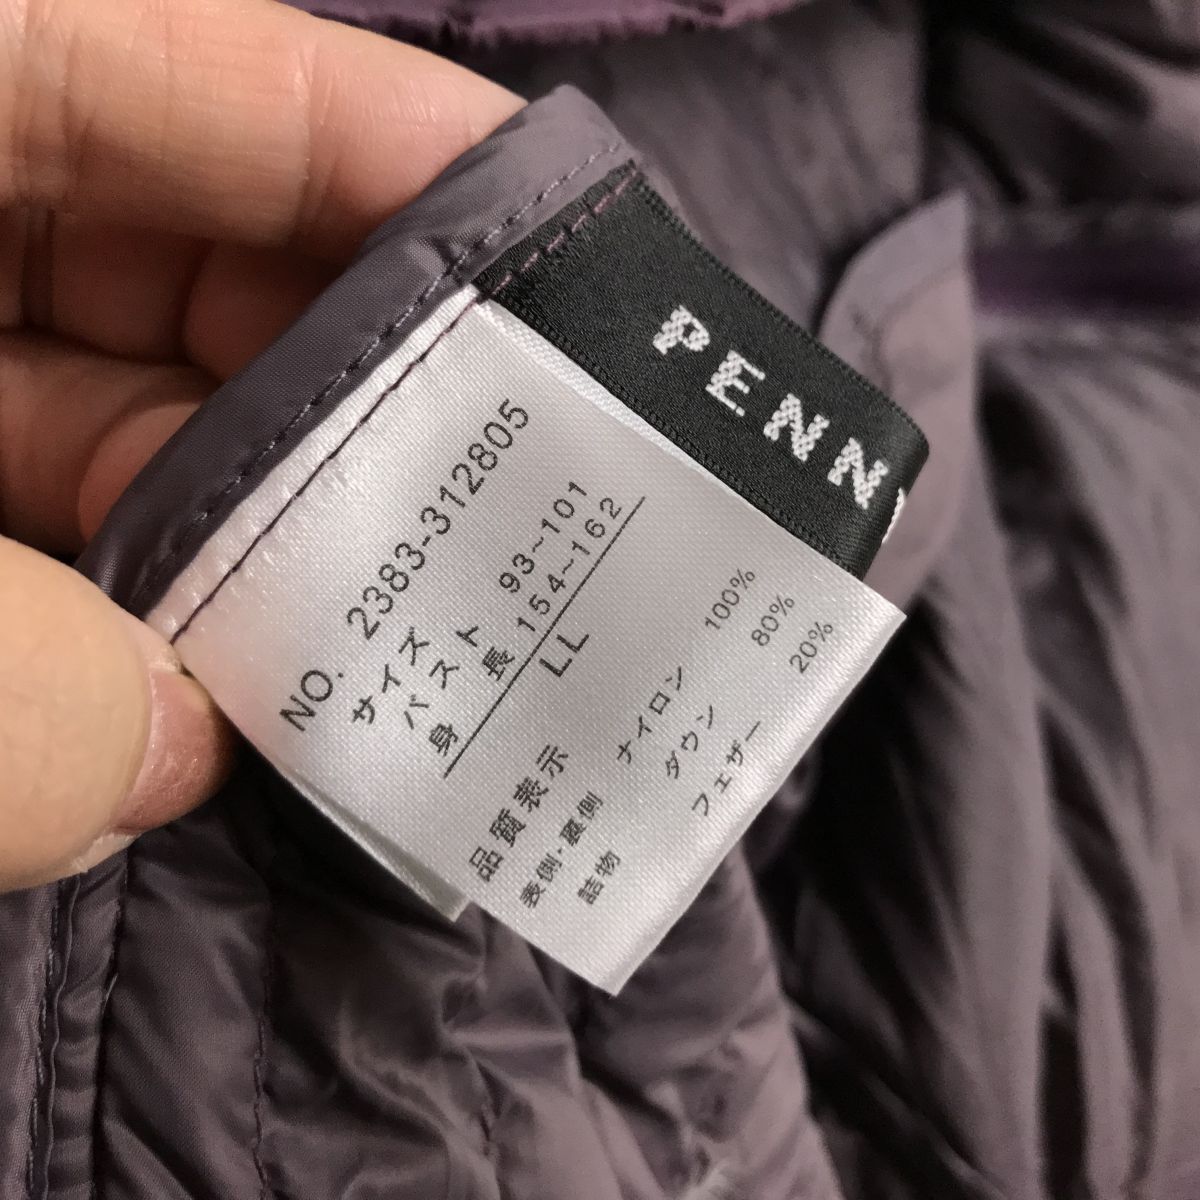 PENN
NO. 2383-312805
サイズ
バスト 93~101
身長 154~162
LL
品質表示
表側・裏側 ナイロン 100%
詰物 ダウン 80%
フェザー 20%